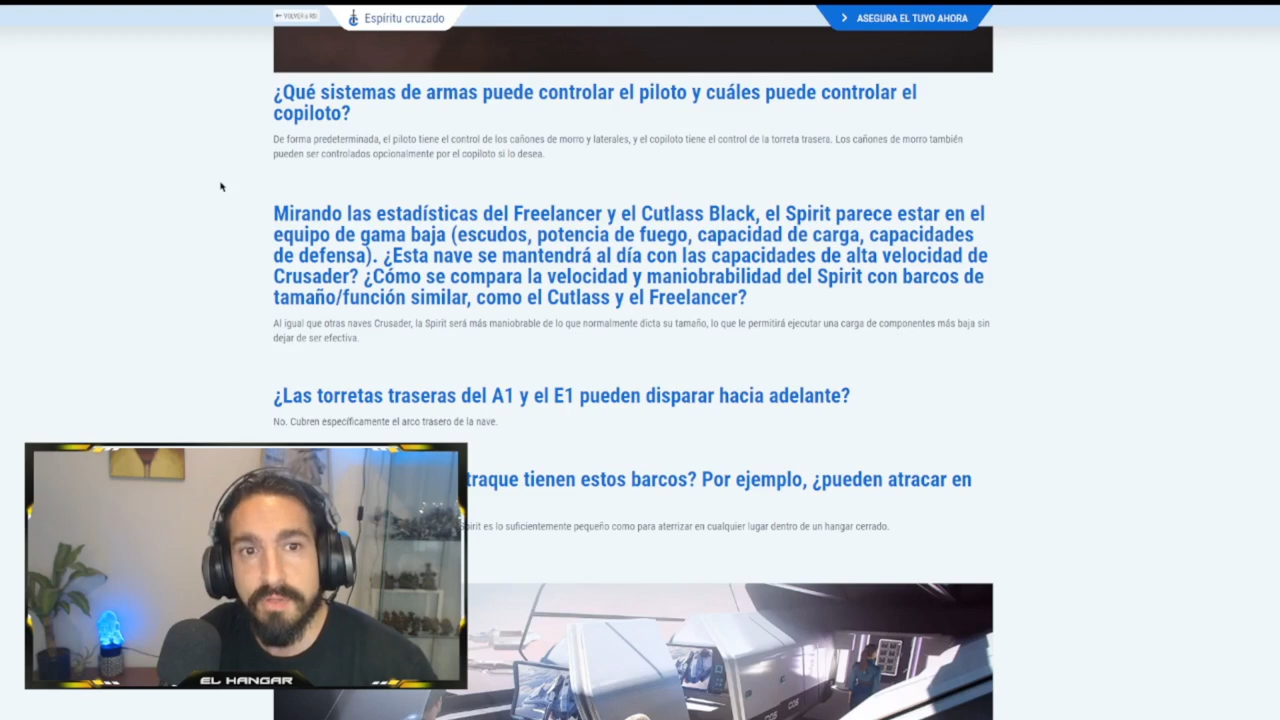 VOLVER a RSI
Espíritu cruzado
ASEGURA EL TUYO AHORA
¿Qué sistemas de armas puede controlar el piloto y cuáles puede controlar el
copiloto?
De forma predeterminada, el piloto tiene el control de los cañones de morro y laterales, y el copiloto tiene el control de la torreta trasera. Los cañones de morro también
pueden ser controlados opcionalmente por el copiloto si lo desea.
Mirando las estadísticas del Freelancer y el Cutlass Black, el Spirit parece estar en el
equipo de gama baja (escudos, potencia de fuego, capacidad de carga, capacidades
de defensa). ¿Esta nave se mantendrá al día con las capacidades de alta velocidad de
Crusader? ¿Cómo se compara la velocidad y maniobrabilidad del Spirit con barcos de
tamaño/función similar, como el Cutlass y el Freelancer?
Al igual que otras naves Crusader, la Spirit será más maniobrable de lo que normalmente dicta su tamaño, lo que le permitirá ejecutar una carga de componentes más baja sin
dejar de ser efectiva.
¿Las torretas traseras del A1 y el E1 pueden disparar hacia adelante?
No. Cubren específicamente el arco trasero de la nave.
traque tienen estos barcos? Por ejemplo, ¿pueden atracar en
Spirit es lo suficientemente pequeño como para aterrizar en cualquier lugar dentro de un hangar cerrado.
EL HANGAR